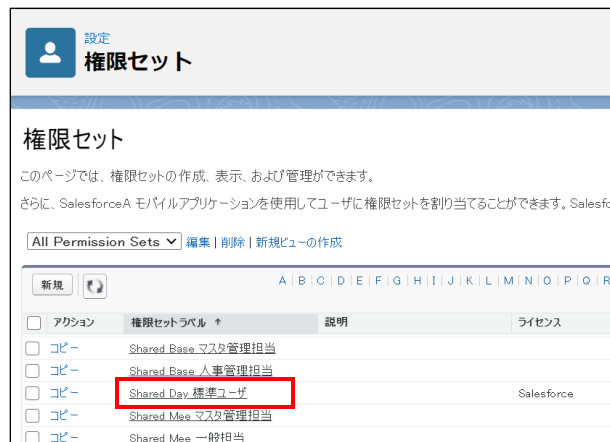 設定
権限セット
権限セット
このページでは、権限セットの作成、表示、および管理ができます。
さらに、SalesforceA モバイルアプリケーションを使用してユーザに権限セットを割り当てることができます。Salesfo
All Permission Sets 編集 | 削除 | 新規ビューの作成
新規 A | B | C | D | E | F | G | H | I | J | K | L | M | N | O | P | Q | R
アクション 権限セットラベル ↑ 説明 ライセンス
コピー Shared Base マスタ管理担当
コピー Shared Base 人事管理担当
コピー Shared Day 標準ユーザ Salesforce
コピー Shared Mee マスタ管理担当
コピー Shared Mee 一般担当